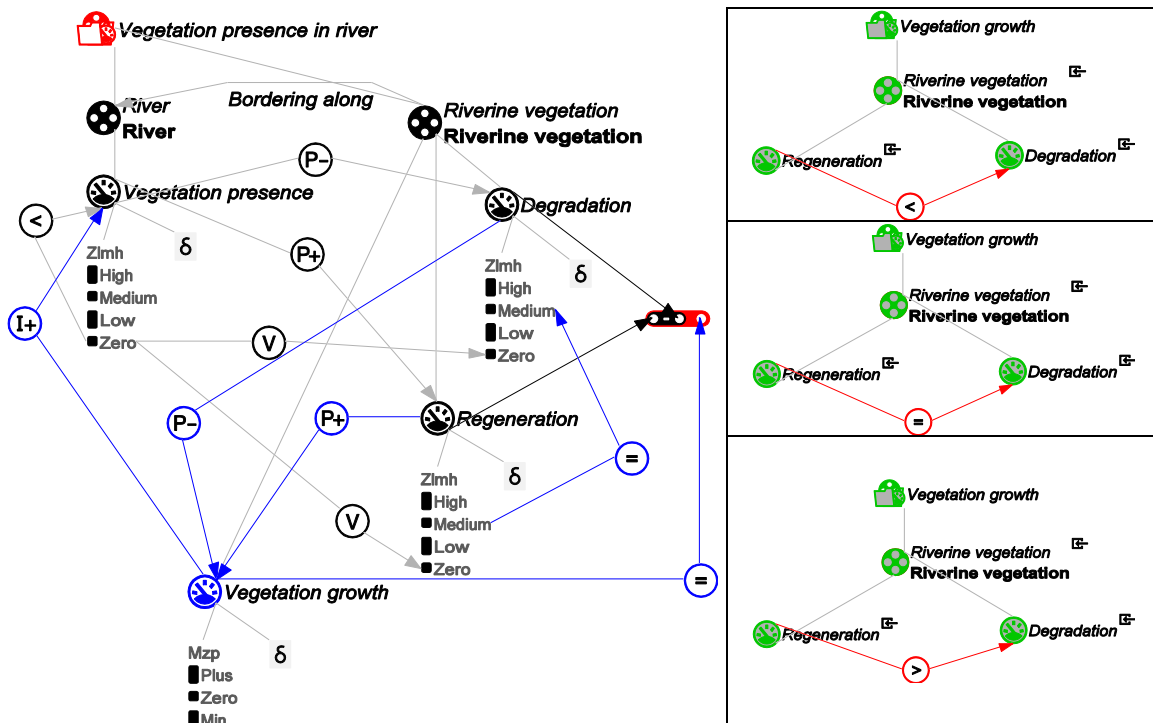 Vegetation presence in river
River
River
Bordering along
Riverine vegetation
Riverine vegetation
P-
Vegetation presence
Degradation
<
δ
P+
δ
Zlmh
High
Medium
Low
Zero
Zlmh
High
Medium
Low
Zero
I+
V
-
P-
P+
Regeneration
=
δ
Zlmh
High
Medium
Low
Zero
V
Vegetation growth
=
δ
Mzp
Plus
Zero
Min
Vegetation growth
Riverine vegetation
Riverine vegetation
Regeneration
Degradation
<
Vegetation growth
Riverine vegetation
Riverine vegetation
Regeneration
Degradation
=
Vegetation growth
Riverine vegetation
Riverine vegetation
Regeneration
Degradation
>